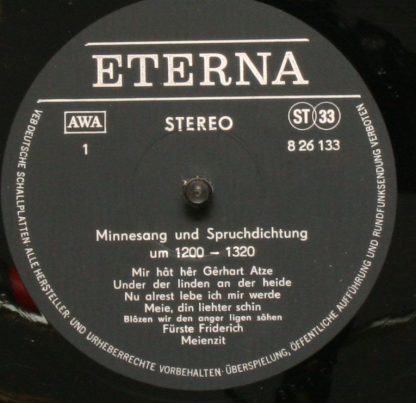 ETERNA
AWA
STEREO
ST 33
1
8 26 133
Minnesang und Spruchdichtung
um 1200 – 1320
Mir hât hêr Gêrhart Atze
Under der linden an der heide
Nu alrest lebe ich mir werde
Meie, din liehter schin
Blôzen wir den anger ligen sâhen
Fürste Friderich
Meienzit
VEB DEUTSCHE SCHALLPLATTEN ALLE HERSTELLER- UND URHEBERRECHTE VORBEHALTEN·ÜBERSPIELUNG, ÖFFENTLICHE AUFFÜHRUNG UND RUNDFUNKSENDUNG VERBOTEN